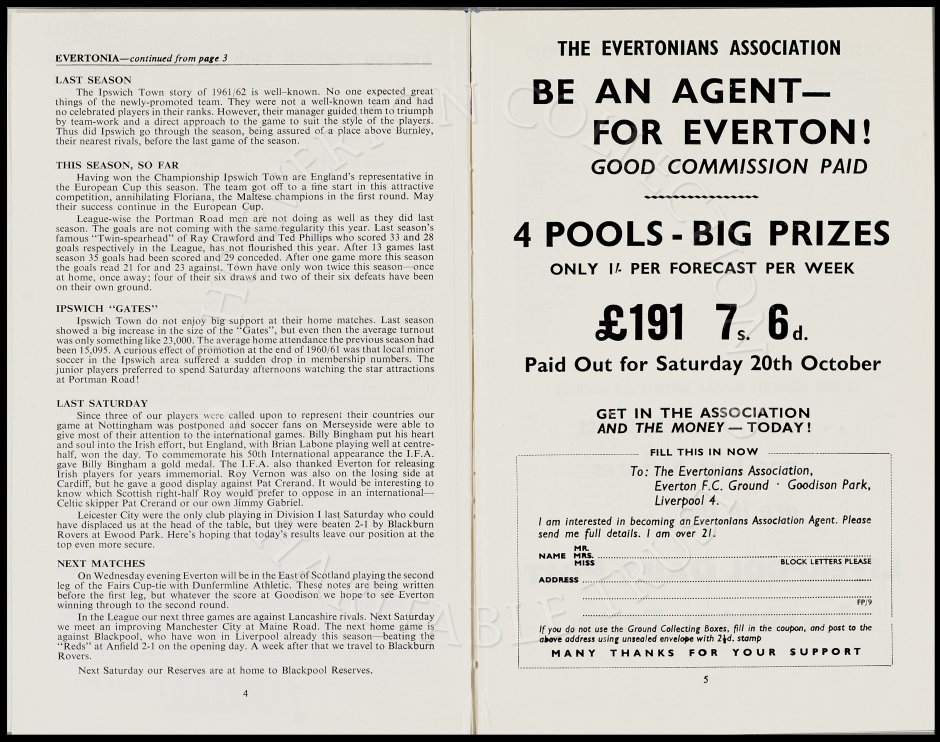 EVERTONIA—continued from page 3
LAST SEASON
The Ipswich Town story of 1961/62 is well-known. No one expected great
things of the newly-promoted team. They were not a well-known team and had
no celebrated players in their ranks. However, their manager guided them to triumph
by team-work and a direct approach to the game to suit the style of the players.
Thus did Ipswich go through the season, being assured of a place above Burnley,
their nearest rivals, before the last game of the season.
THIS SEASON, SO FAR
Having won the Championship Ipswich Town are England's representative in
the European Cup this season. The team got off to a fine start in this attractive
competition, annihilating Floriana, the Maltese champions in the first round. May
their success continue in the European Cup.
League-wise the Portman Road men are not doing as well as they did last
season. The goals are not coming with the same regularity this year. Last season's
famous "Twin-spearhead" of Ray Crawford and Ted Phillips who scored 33 and 28
goals respectively in the League, has not flourished this year. After 13 games last
season 35 goals had been scored and 29 conceded. After one game more this season
the goals read 21 for and 23 against. Town have only won twice this season—once
at home, once away; four of their six draws and two of their six defeats have been
on their own ground.
IPSWICH "GATES"
Ipswich Town do not enjoy big support at their home matches. Last season
showed a big increase in the size of the "Gates", but even then the average turnout
was only something like 23,000. The average home attendance the previous season had
been 15,095. A curious effect of promotion at the end of 1960/61 was that local minor
soccer in the Ipswich area suffered a sudden drop in membership numbers. The
junior players preferred to spend Saturday afternoons watching the star attractions
at Portman Road!
LAST SATURDAY
Since three of our players were called upon to represent their countries our
game at Nottingham was postponed and soccer fans on Merseyside were able to
give most of their attention to the international games. Billy Bingham put his heart
and soul into the Irish effort, but England, with Brian Labone playing well at centre-
half, won the day. To commemorate his 50th International appearance the I.F.A.
gave Billy Bingham a gold medal. The I.F.A. also thanked Everton for releasing
Irish players for years immemorial. Roy Vernon was also on the losing side at
Cardiff, but he gave a good display against Pat Crerand. It would be interesting to
know which Scottish right-half Roy would prefer to oppose in an international—
Celtic skipper Pat Crerand or our own Jimmy Gabriel.
Leicester City were the only club playing in Division I last Saturday who could
have displaced us at the head of the table, but they were beaten 2-1 by Blackburn
Rovers at Ewood Park. Here's hoping that today's results leave our position at the
top even more secure.
NEXT MATCHES
On Wednesday evening Everton will be in the East of Scotland playing the second
leg of the Fairs Cup-tie with Dunfermline Athletic. These notes are being written
before the first leg, but whatever the score at Goodison we hope to see Everton
winning through to the second round.
In the League our next three games are against Lancashire rivals. Next Saturday
we meet an improving Manchester City at Maine Road. The next home game is
against Blackpool, who have won in Liverpool already this season—beating the
"Reds" at Anfield 2-1 on the opening day. A week after that we travel to Blackburn
Rovers.
Next Saturday our Reserves are at home to Blackpool Reserves.
4
THE EVERTONIANS ASSOCIATION
BE AN AGENT—
FOR EVERTON!
GOOD COMMISSION PAID
4 POOLS - BIG PRIZES
ONLY 1/- PER FORECAST PER WEEK
£191 7s. 6d.
Paid Out for Saturday 20th October
GET IN THE ASSOCIATION
AND THE MONEY — TODAY!
FILL THIS IN NOW
To: The Evertonians Association,
Everton F.C. Ground · Goodison Park,
Liverpool 4.
I am interested in becoming an Evertonians Association Agent. Please
send me full details. I am over 21.
MR.
NAME MRS.
MISS BLOCK LETTERS PLEASE
ADDRESS
FP/9
If you do not use the Ground Collecting Boxes, fill in the coupon, and post to the
above address using unsealed envelope with 2½d. stamp
MANY THANKS FOR YOUR SUPPORT
5
THE EVERTON COLLECTION
CHARITABLE TRUST